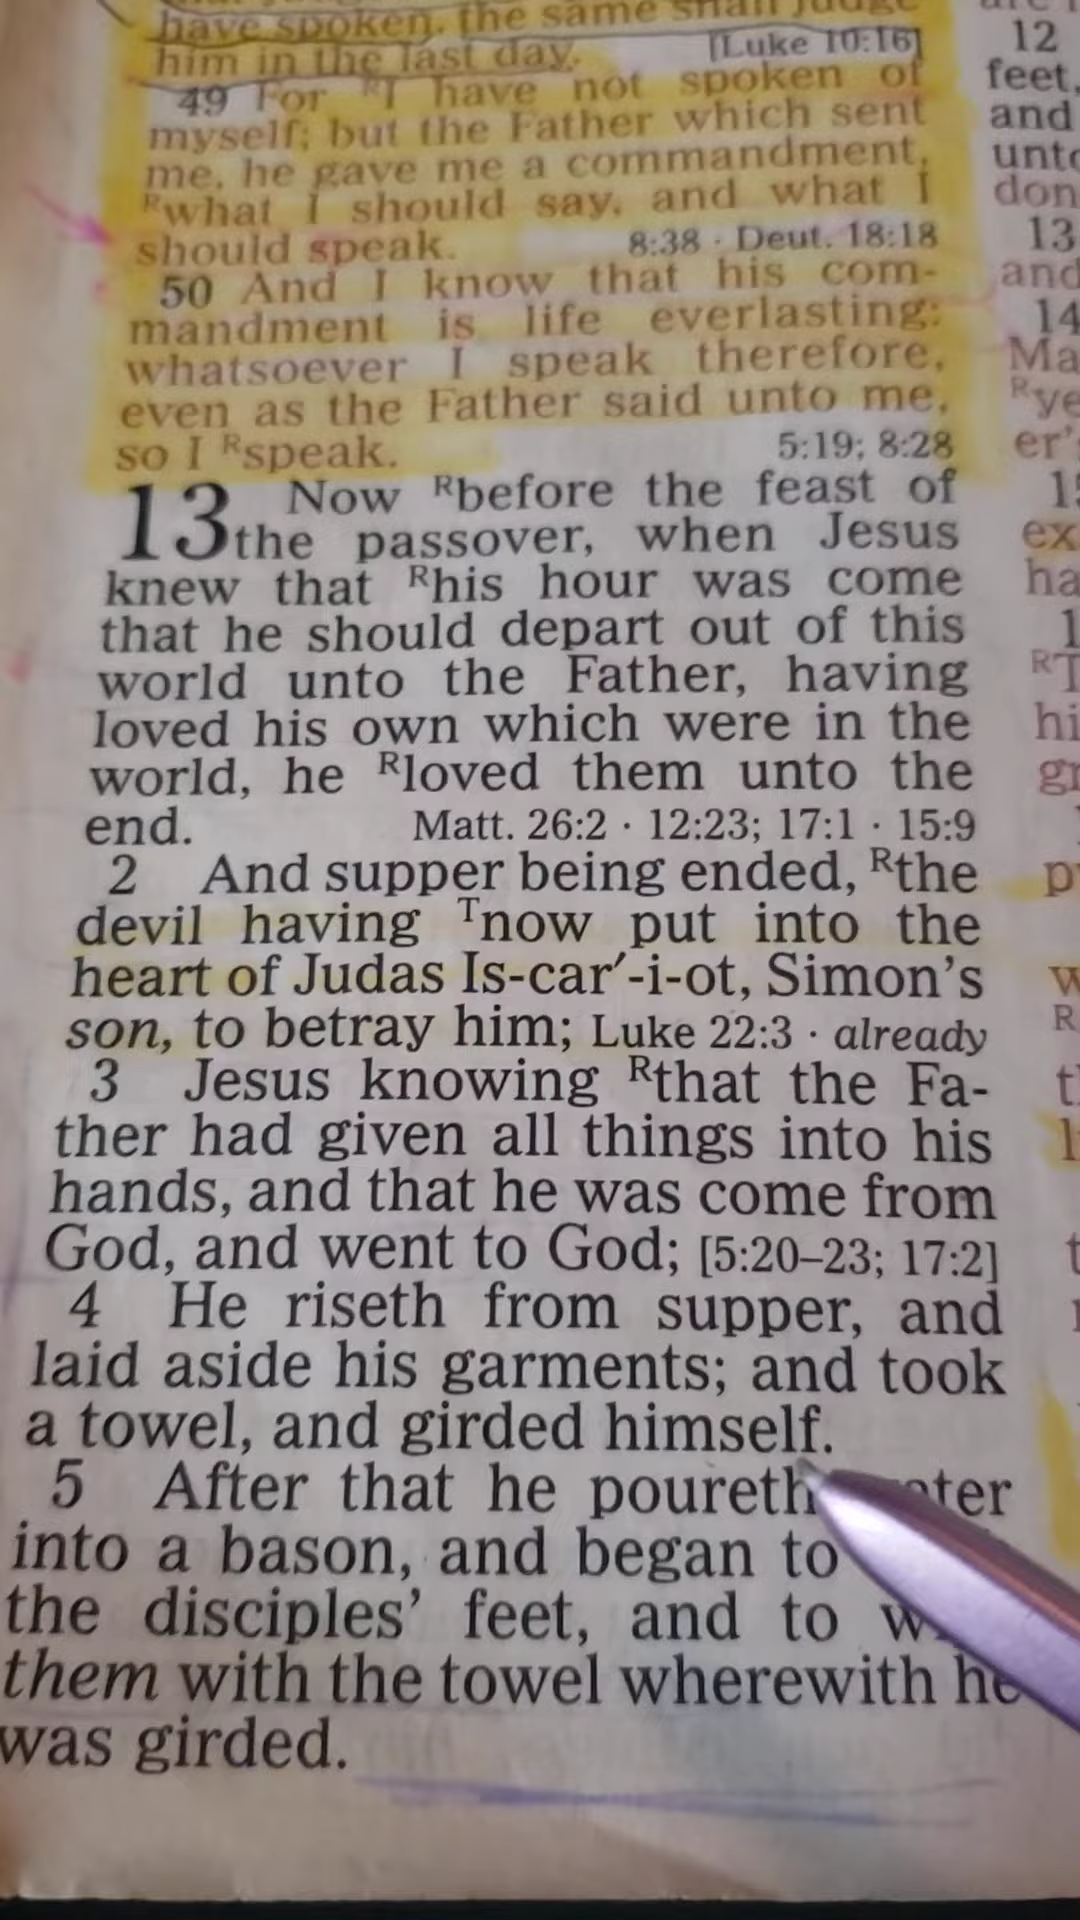 have spoken, the same shall judge
him in the last day. [Luke 10:16]
49 For ᴿI have not spoken of
myself; but the Father which sent
me, he gave me a commandment,
ᴿwhat I should say, and what I
should speak. 8:38 · Deut. 18:18
50 And I know that his com-
mandment is life everlasting:
whatsoever I speak therefore,
even as the Father said unto me,
so I ᴿspeak. 5:19; 8:28
13 Now ᴿbefore the feast of
the passover, when Jesus
knew that ᴿhis hour was come
that he should depart out of this
world unto the Father, having
loved his own which were in the
world, he ᴿloved them unto the
end. Matt. 26:2 · 12:23; 17:1 · 15:9
2 And supper being ended, ᴿthe
devil having ᵀnow put into the
heart of Judas Is-car′-i-ot, Simon’s
son, to betray him; Luke 22:3 · already
3 Jesus knowing ᴿthat the Fa-
ther had given all things into his
hands, and that he was come from
God, and went to God; [5:20–23; 17:2]
4 He riseth from supper, and
laid aside his garments; and took
a towel, and girded himself.
5 After that he poureth
into a bason, and began to
the disciples’ feet, and to
them with the towel wherewith he
was girded.
12
feet,
and
13
and
14